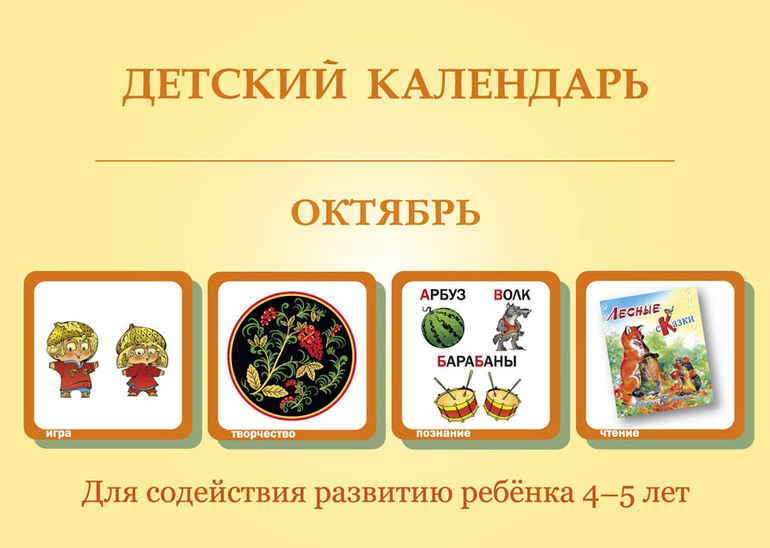 ДЕТСКИЙ КАЛЕНДАРЬ
ОКТЯБРЬ
АРБУЗ ВОЛК
БАРАБАНЫ
ЛЕСНЫЕ
сКазки
игра
творчество
познание
чтение
Для содействия развитию ребёнка 4–5 лет